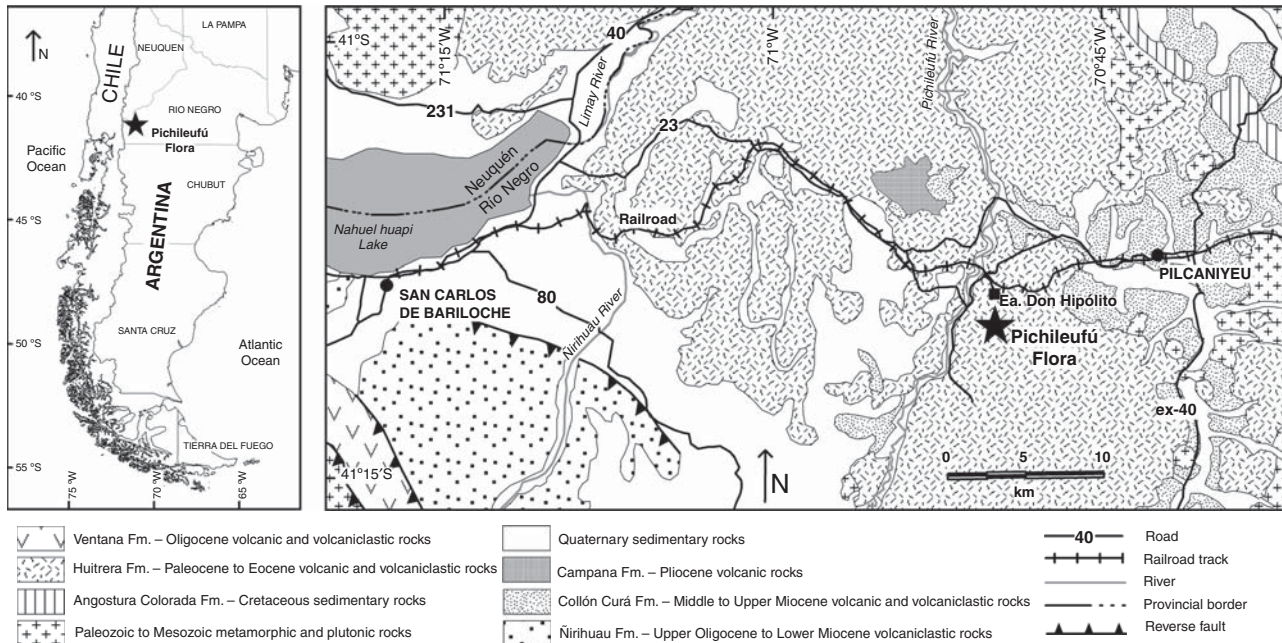 N
CHILE
LA PAMPA
NEUQUEN
RIO NEGRO
Pichileufú
Flora
Pacific
Ocean
CHUBUT
ARGENTINA
SANTA CRUZ
Atlantic
Ocean
TIERRA DEL FUEGO
40 °S
45 °S
50 °S
55 °S
75 °W
70 °W
65 °W
41°S
71°15′W
71°W
70°45′W
41°15′S
40
231
23
80
ex-40
Limay River
Pichileufú River
Ñirihuau River
Neuquén
Río Negro
Nahuel huapi
Lake
Railroad
SAN CARLOS
DE BARILOCHE
PILCANIYEU
Ea. Don Hipólito
Pichileufú
Flora
N
0 5 10
km
Ventana Fm. – Oligocene volcanic and volcaniclastic rocks
Huitrera Fm. – Paleocene to Eocene volcanic and volcaniclastic rocks
Angostura Colorada Fm. – Cretaceous sedimentary rocks
Paleozoic to Mesozoic metamorphic and plutonic rocks
Quaternary sedimentary rocks
Campana Fm. – Pliocene volcanic rocks
Collón Curá Fm. – Middle to Upper Miocene volcanic and volcaniclastic rocks
Ñirihuau Fm. – Upper Oligocene to Lower Miocene volcaniclastic rocks
40 Road
Railroad track
River
Provincial border
Reverse fault